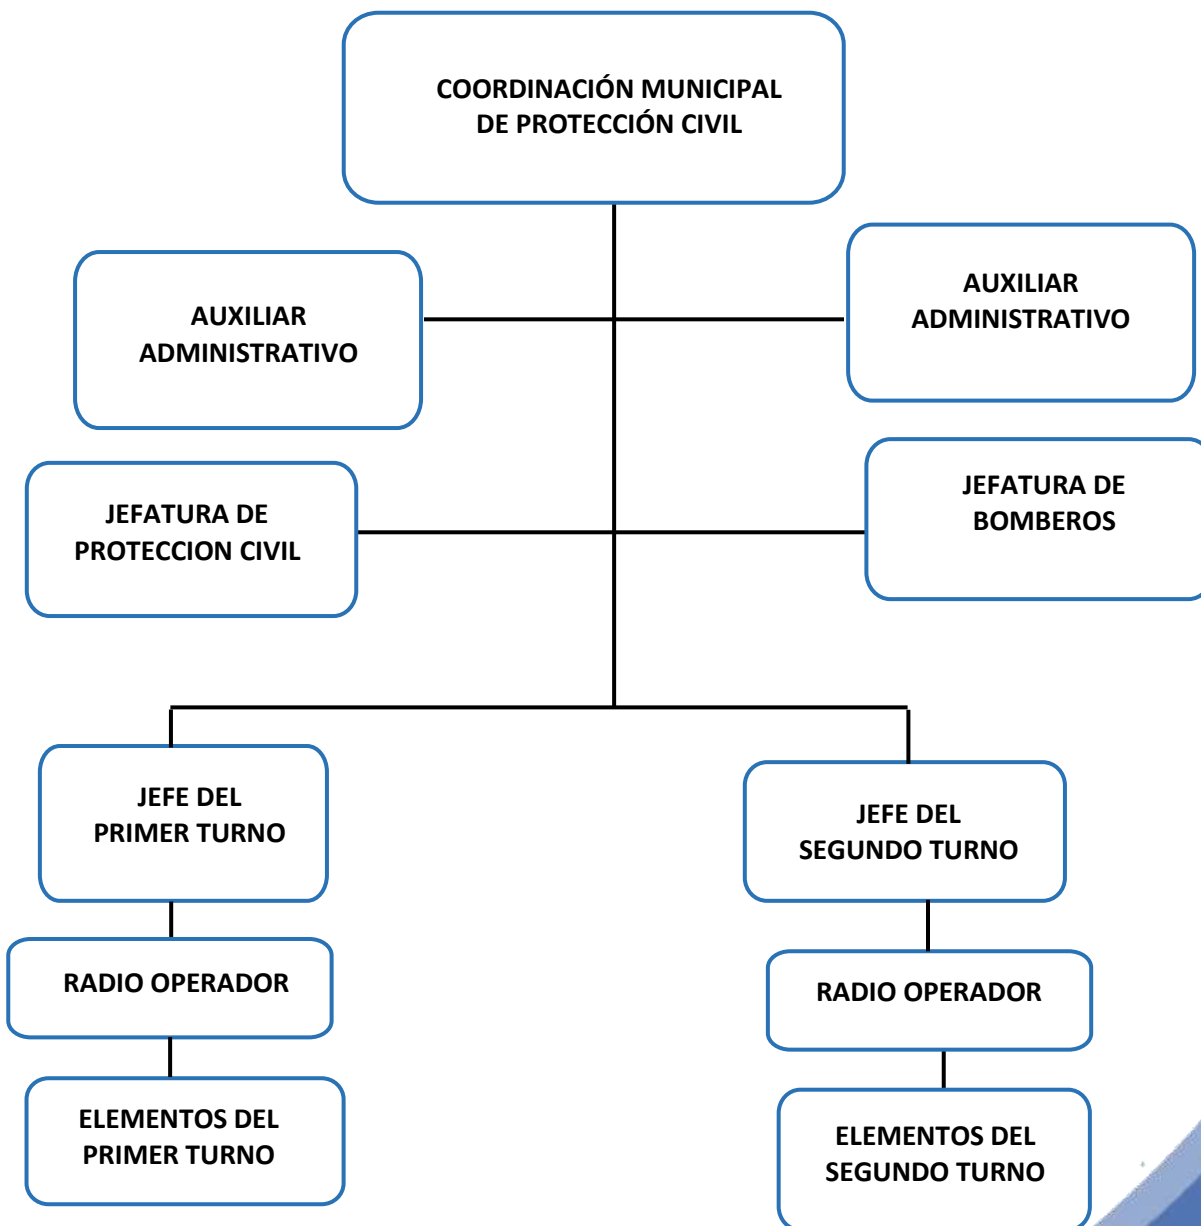 COORDINACIÓN MUNICIPAL
DE PROTECCIÓN CIVIL
AUXILIAR
ADMINISTRATIVO
AUXILIAR
ADMINISTRATIVO
JEFATURA DE
PROTECCION CIVIL
JEFATURA DE
BOMBEROS
JEFE DEL
PRIMER TURNO
JEFE DEL
SEGUNDO TURNO
RADIO OPERADOR
RADIO OPERADOR
ELEMENTOS DEL
PRIMER TURNO
ELEMENTOS DEL
SEGUNDO TURNO